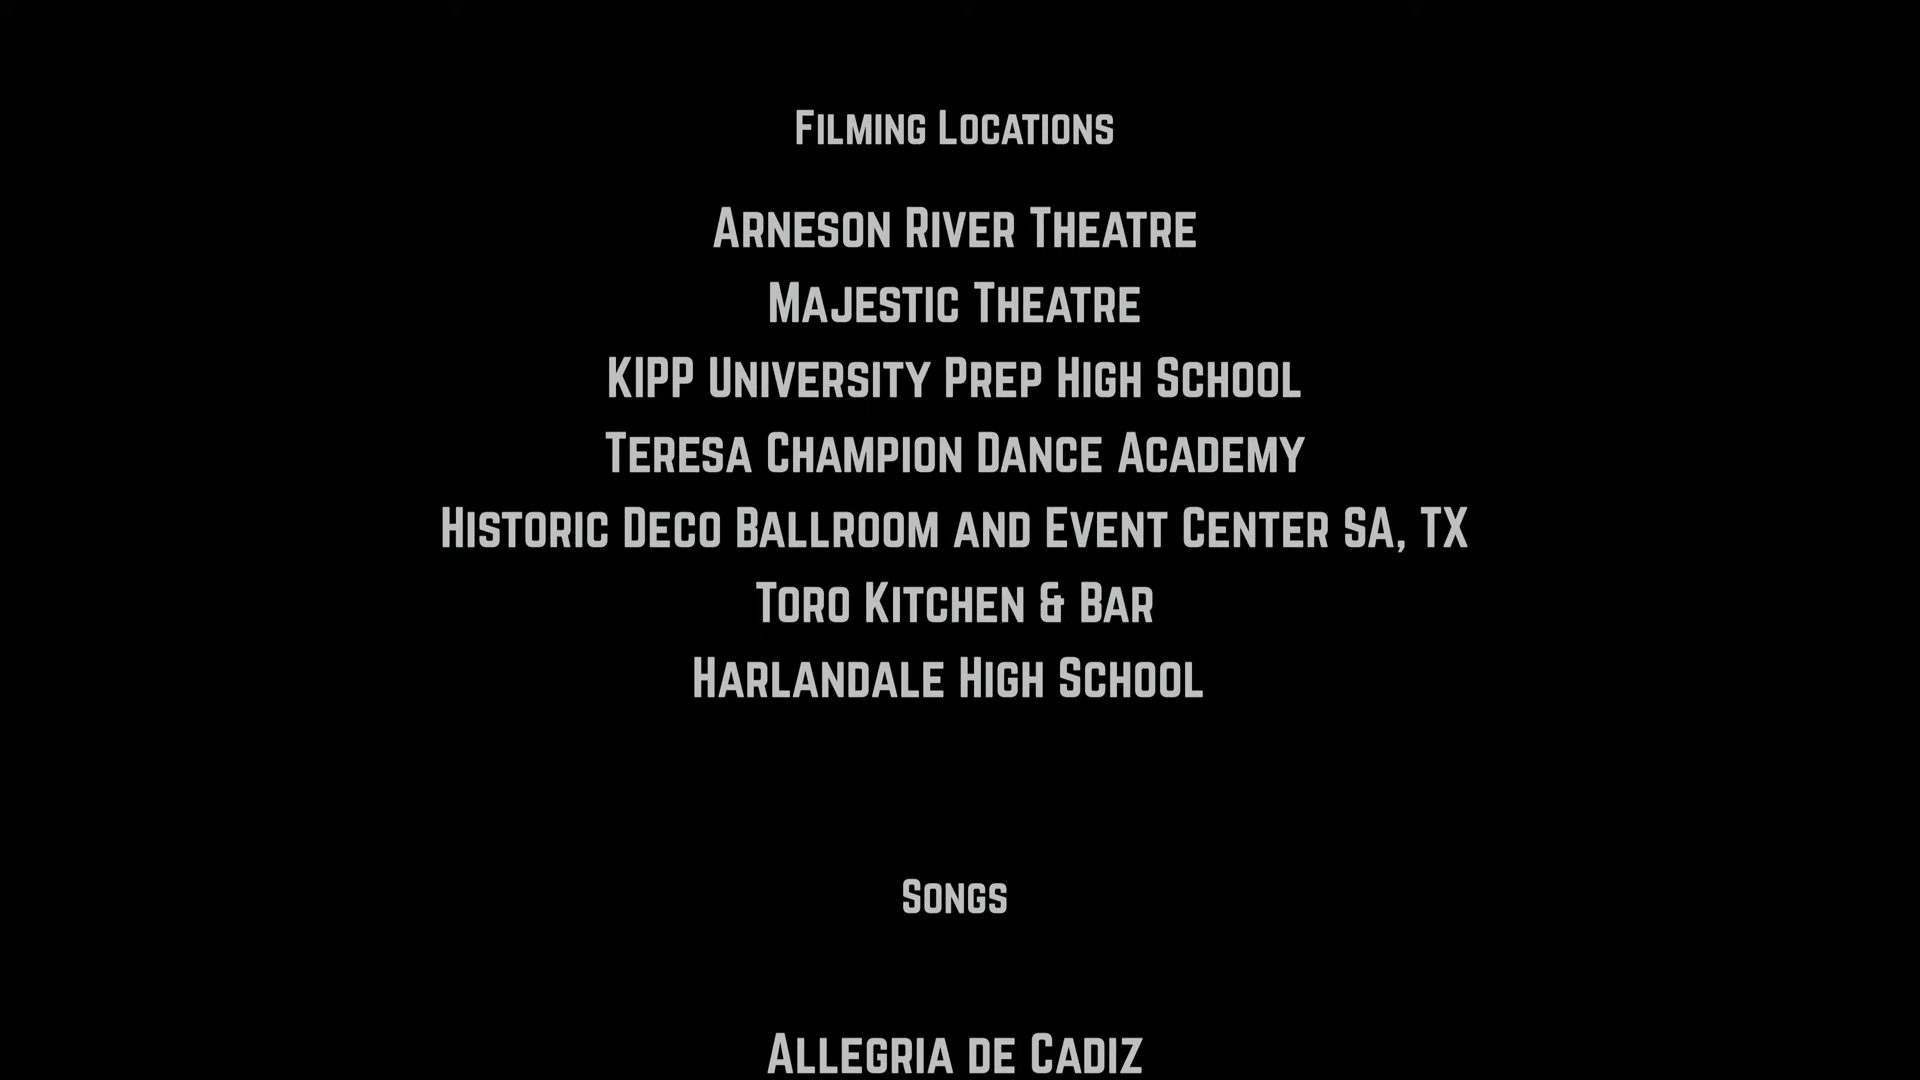 Filming Locations
Arneson River Theatre
Majestic Theatre
KIPP University Prep High School
Teresa Champion Dance Academy
Historic Deco Ballroom and Event Center SA, TX
Toro Kitchen & Bar
Harlandale High School
Songs
Allegria de Cadiz